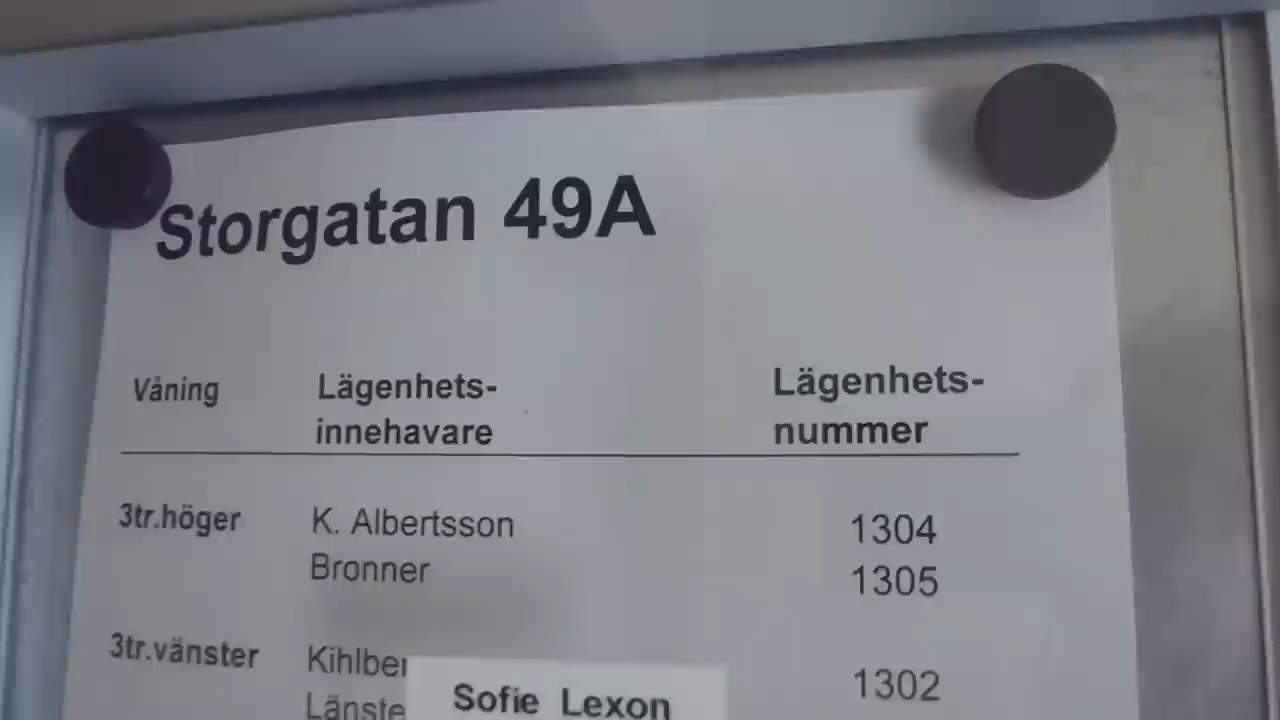 Storgatan 49A
Våning Lägenhets- Lägenhets-
innehavare nummer
3tr.höger K. Albertsson 1304
Bronner 1305
3tr.vänster 1302
Sofie Lexon